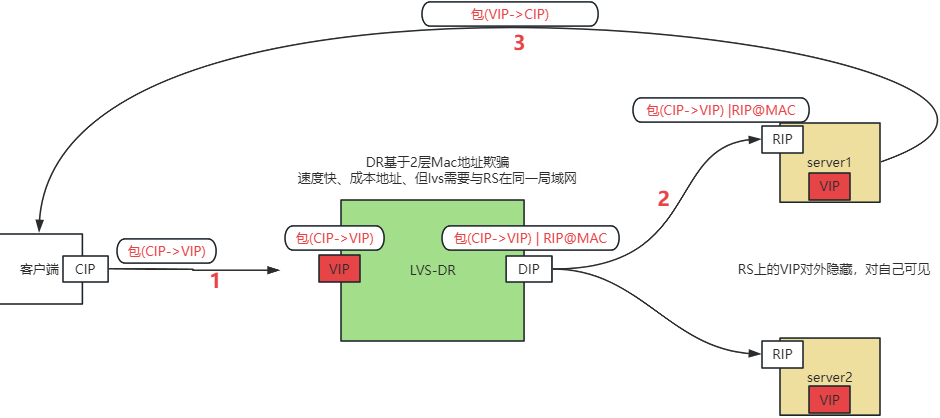 包(VIP->CIP)
3
包(CIP->VIP) |RIP@MAC
RIP
server1
VIP
DR基于2层Mac地址欺骗
速度快、成本地址、但lvs需要与RS在同一局域网
2
包(CIP->VIP)
包(CIP->VIP)
包(CIP->VIP) | RIP@MAC
客户端
CIP
1
VIP
LVS-DR
DIP
RS上的VIP对外隐藏，对自己可见
RIP
server2
VIP